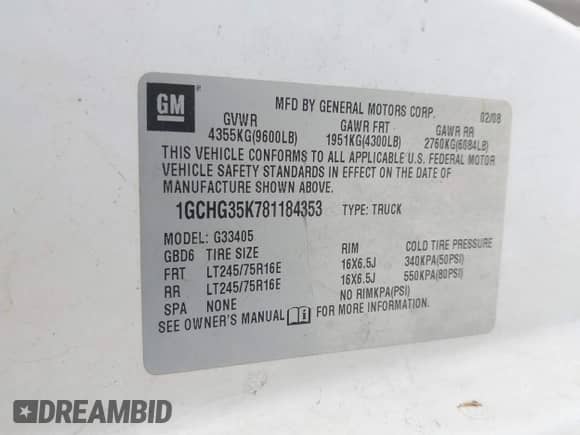 GM
®
MFD BY GENERAL MOTORS CORP. 02/08
GVWR GAWR FRT GAWR RR
4355KG(9600LB) 1951KG(4300LB) 2760KG(6084LB)
THIS VEHICLE CONFORMS TO ALL APPLICABLE U.S. FEDERAL MOTOR
VEHICLE SAFETY STANDARDS IN EFFECT ON THE DATE OF
MANUFACTURE SHOWN ABOVE.
1GCHG35K781184353 TYPE: TRUCK
MODEL: G33405
GBD6 TIRE SIZE RIM COLD TIRE PRESSURE
FRT LT245/75R16E 16X6.5J 340KPA(50PSI)
RR LT245/75R16E 16X6.5J 550KPA(80PSI)
SPA NONE NO RIMKPA(PSI)
SEE OWNER'S MANUAL i FOR MORE INFORMATION.
DREAMBID